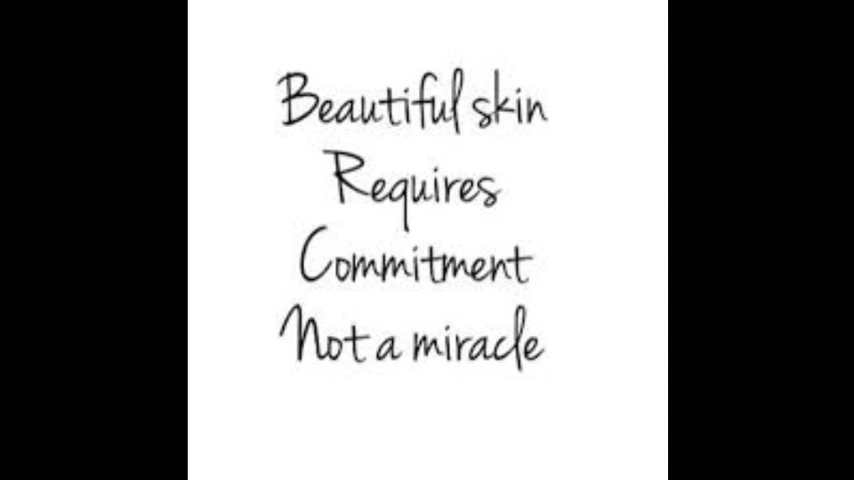 Beautiful skin
Requires
Commitment
Not a miracle